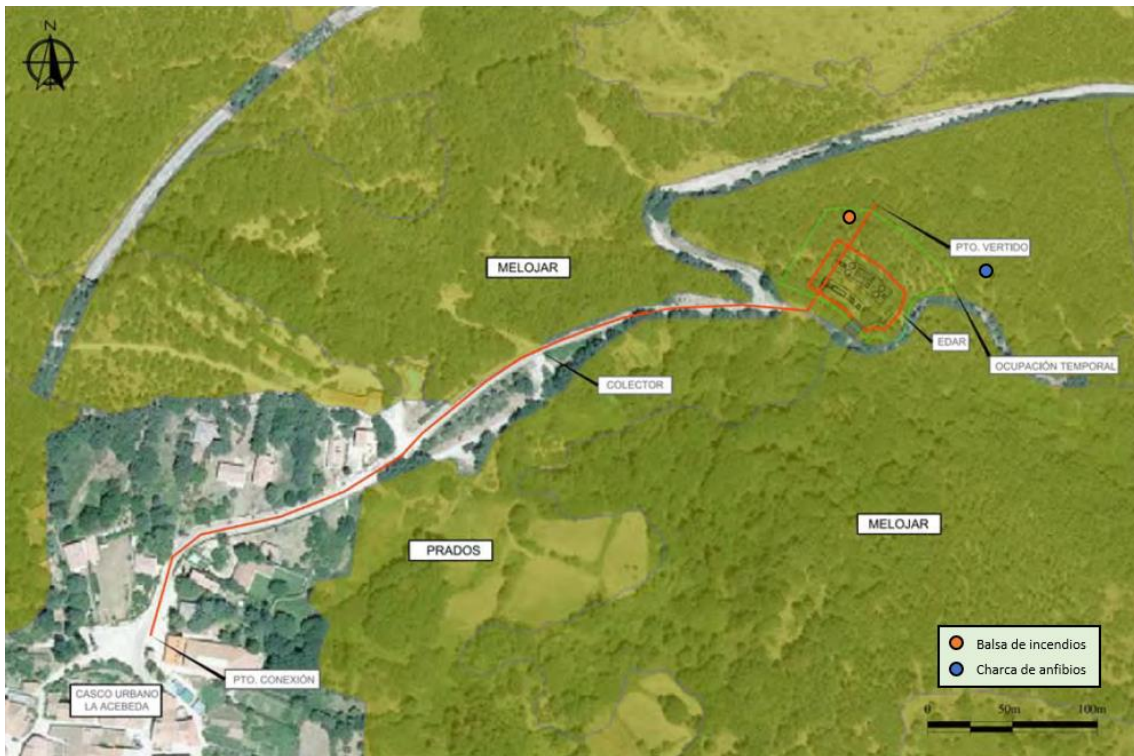 N
MELOJAR
PTO. VERTIDO
EDAR
OCUPACIÓN TEMPORAL
COLECTOR
MELOJAR
PRADOS
Balsa de incendios
Charca de anfibios
PTO. CONEXIÓN
CASCO URBANO
LA ACEBEDA
0 50m 100m